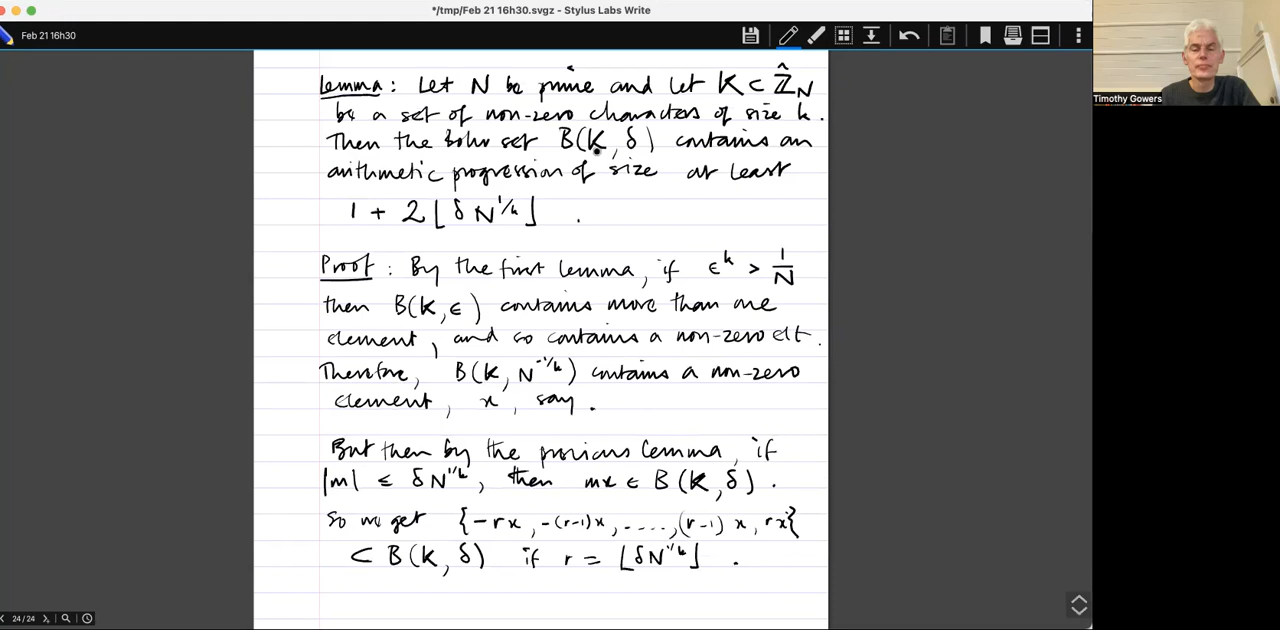 */tmp/Feb 21 16h30.svgz - Stylus Labs Write
Feb 21 16h30
Timothy Gowers
Lemma: Let N be prime and let K ⊂ ℤ̂_N
be a set of non-zero characters of size k.
Then the Bohr set B(K, δ) contains an
arithmetic progression of size at least
1 + 2⌊δN^{1/k}⌋.
Proof: By the first lemma, if ε^k > 1/N
then B(K, ε) contains more than one
element, and so contains a non-zero elt.
Therefore, B(K, N^{-1/k}) contains a non-zero
element, x, say.
But then by the previous lemma, if
|m| ≤ δN^{1/k}, then mx ∈ B(K, δ).
So we get {-rx, -(r-1)x, ....., (r-1)x, rx}
⊂ B(K, δ) if r = ⌊δN^{1/k}⌋.
24/24